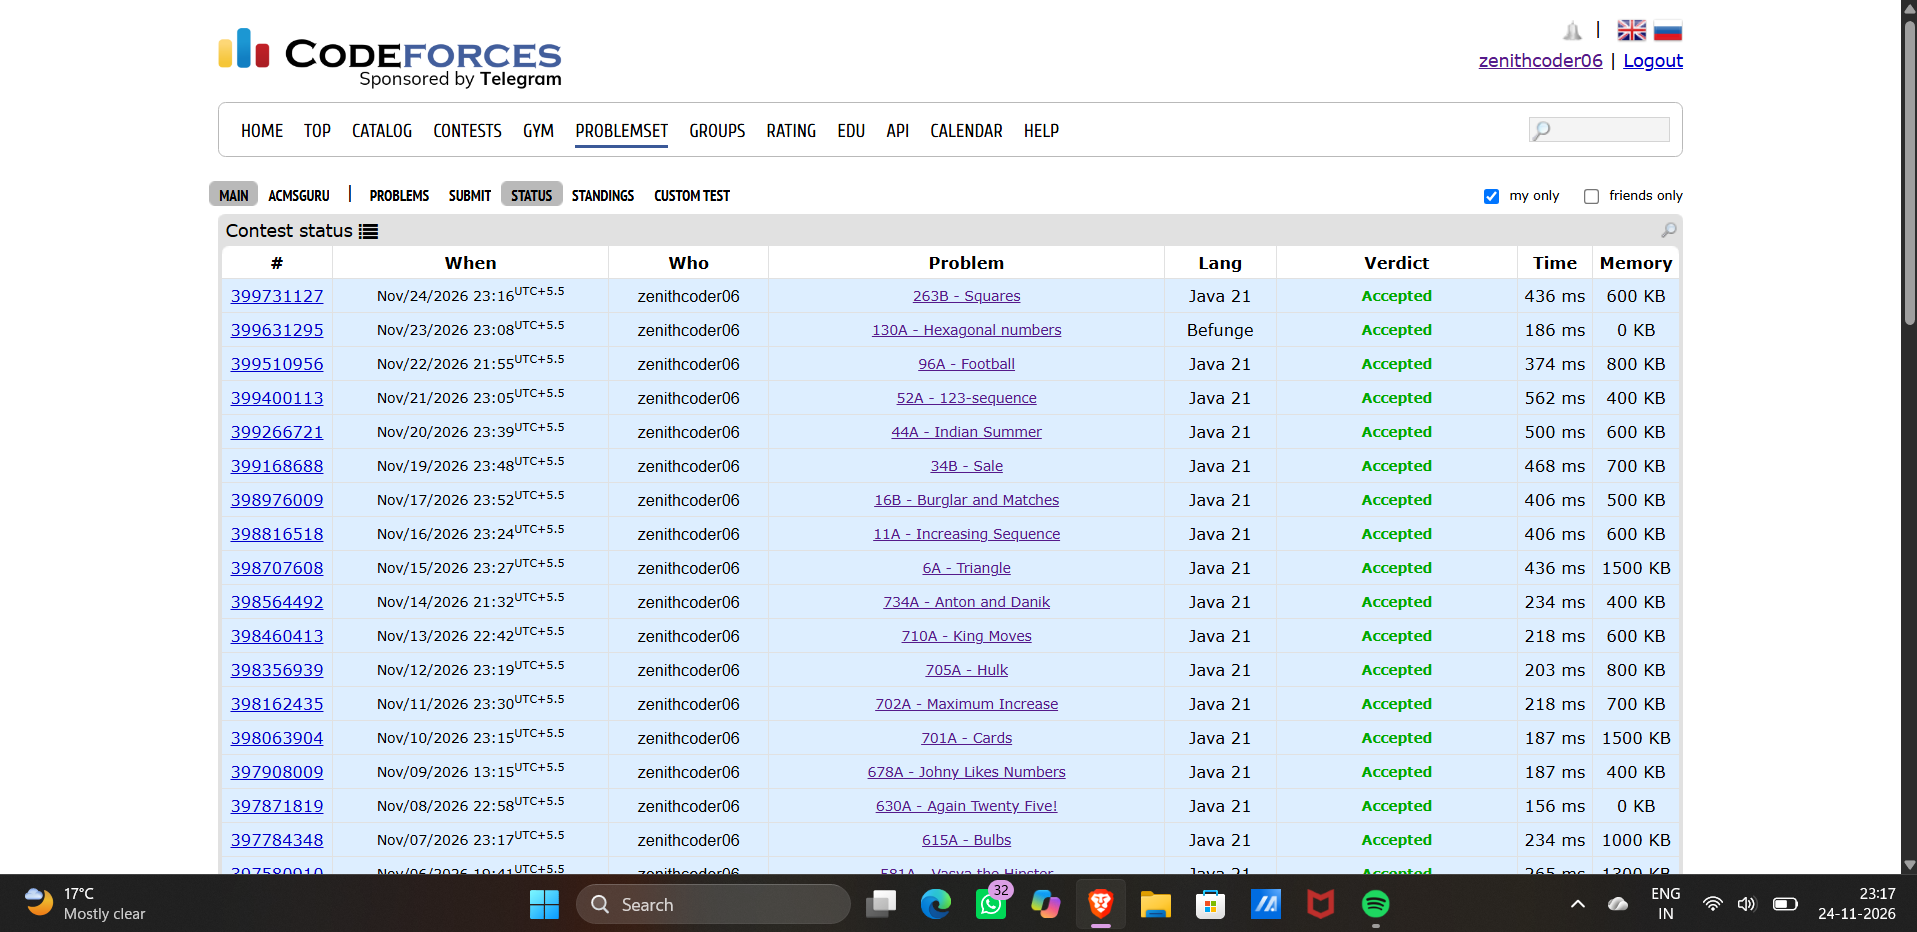 CODEFORCES
Sponsored by Telegram
zenithcoder06 | Logout
HOME TOP CATALOG CONTESTS GYM PROBLEMSET GROUPS RATING EDU API CALENDAR HELP
MAIN ACMSGURU | PROBLEMS SUBMIT STATUS STANDINGS CUSTOM TEST my only friends only
Contest status
# When Who Problem Lang Verdict Time Memory
399731127 Nov/24/2026 23:16UTC+5.5 zenithcoder06 263B - Squares Java 21 Accepted 436 ms 600 KB
399631295 Nov/23/2026 23:08UTC+5.5 zenithcoder06 130A - Hexagonal numbers Befunge Accepted 186 ms 0 KB
399510956 Nov/22/2026 21:55UTC+5.5 zenithcoder06 96A - Football Java 21 Accepted 374 ms 800 KB
399400113 Nov/21/2026 23:05UTC+5.5 zenithcoder06 52A - 123-sequence Java 21 Accepted 562 ms 400 KB
399266721 Nov/20/2026 23:39UTC+5.5 zenithcoder06 44A - Indian Summer Java 21 Accepted 500 ms 600 KB
399168688 Nov/19/2026 23:48UTC+5.5 zenithcoder06 34B - Sale Java 21 Accepted 468 ms 700 KB
398976009 Nov/17/2026 23:52UTC+5.5 zenithcoder06 16B - Burglar and Matches Java 21 Accepted 406 ms 500 KB
398816518 Nov/16/2026 23:24UTC+5.5 zenithcoder06 11A - Increasing Sequence Java 21 Accepted 406 ms 600 KB
398707608 Nov/15/2026 23:27UTC+5.5 zenithcoder06 6A - Triangle Java 21 Accepted 436 ms 1500 KB
398564492 Nov/14/2026 21:32UTC+5.5 zenithcoder06 734A - Anton and Danik Java 21 Accepted 234 ms 400 KB
398460413 Nov/13/2026 22:42UTC+5.5 zenithcoder06 710A - King Moves Java 21 Accepted 218 ms 600 KB
398356939 Nov/12/2026 23:19UTC+5.5 zenithcoder06 705A - Hulk Java 21 Accepted 203 ms 800 KB
398162435 Nov/11/2026 23:30UTC+5.5 zenithcoder06 702A - Maximum Increase Java 21 Accepted 218 ms 700 KB
398063904 Nov/10/2026 23:15UTC+5.5 zenithcoder06 701A - Cards Java 21 Accepted 187 ms 1500 KB
397908009 Nov/09/2026 13:15UTC+5.5 zenithcoder06 678A - Johny Likes Numbers Java 21 Accepted 187 ms 400 KB
397871819 Nov/08/2026 22:58UTC+5.5 zenithcoder06 630A - Again Twenty Five! Java 21 Accepted 156 ms 0 KB
397784348 Nov/07/2026 23:17UTC+5.5 zenithcoder06 615A - Bulbs Java 21 Accepted 234 ms 1000 KB
Nov/06/2026 19:41UTC+5.5 zenithcoder06 581A - Vasya the Hipster Java 21 Accepted 265 ms 1300 KB
17°C
Mostly clear
Search
32
ENG
IN
23:17
24-11-2026